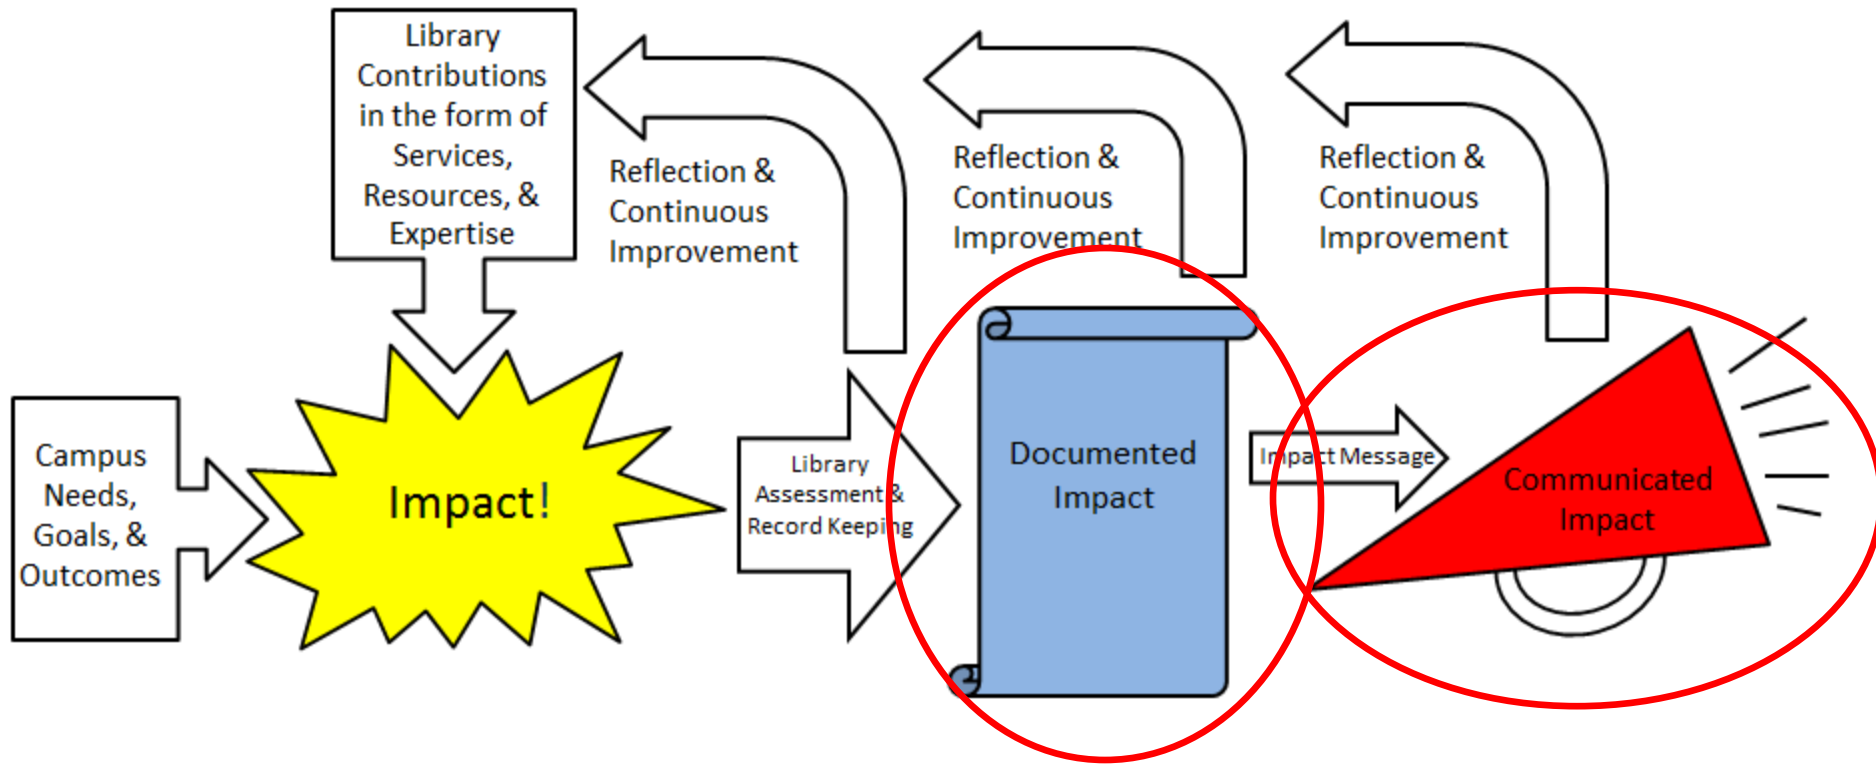 Library
Contributions
in the form of
Services,
Resources, &
Expertise
Reflection &
Continuous
Improvement
Reflection &
Continuous
Improvement
Reflection &
Continuous
Improvement
Campus
Needs,
Goals, &
Outcomes
Impact!
Library
Assessment &
Record Keeping
Documented
Impact
Impact Message
Communicated
Impact